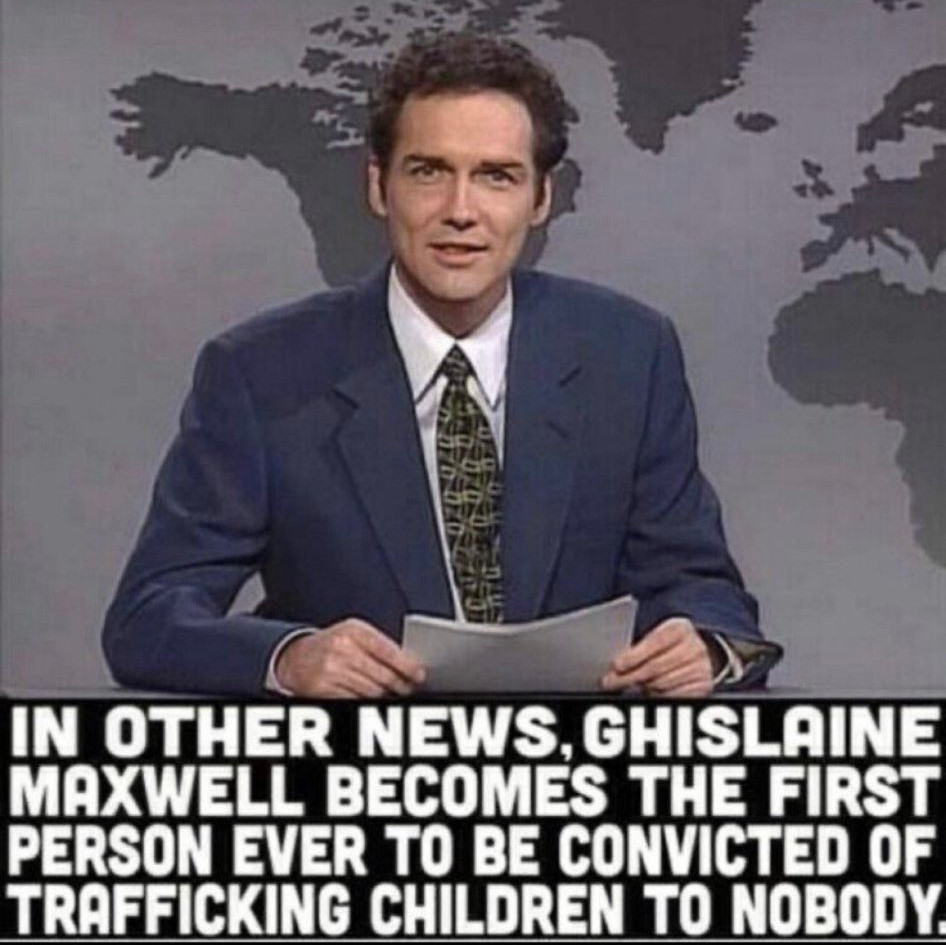 IN OTHER NEWS, GHISLAINE
MAXWELL BECOMES THE FIRST
PERSON EVER TO BE CONVICTED OF
TRAFFICKING CHILDREN TO NOBODY.